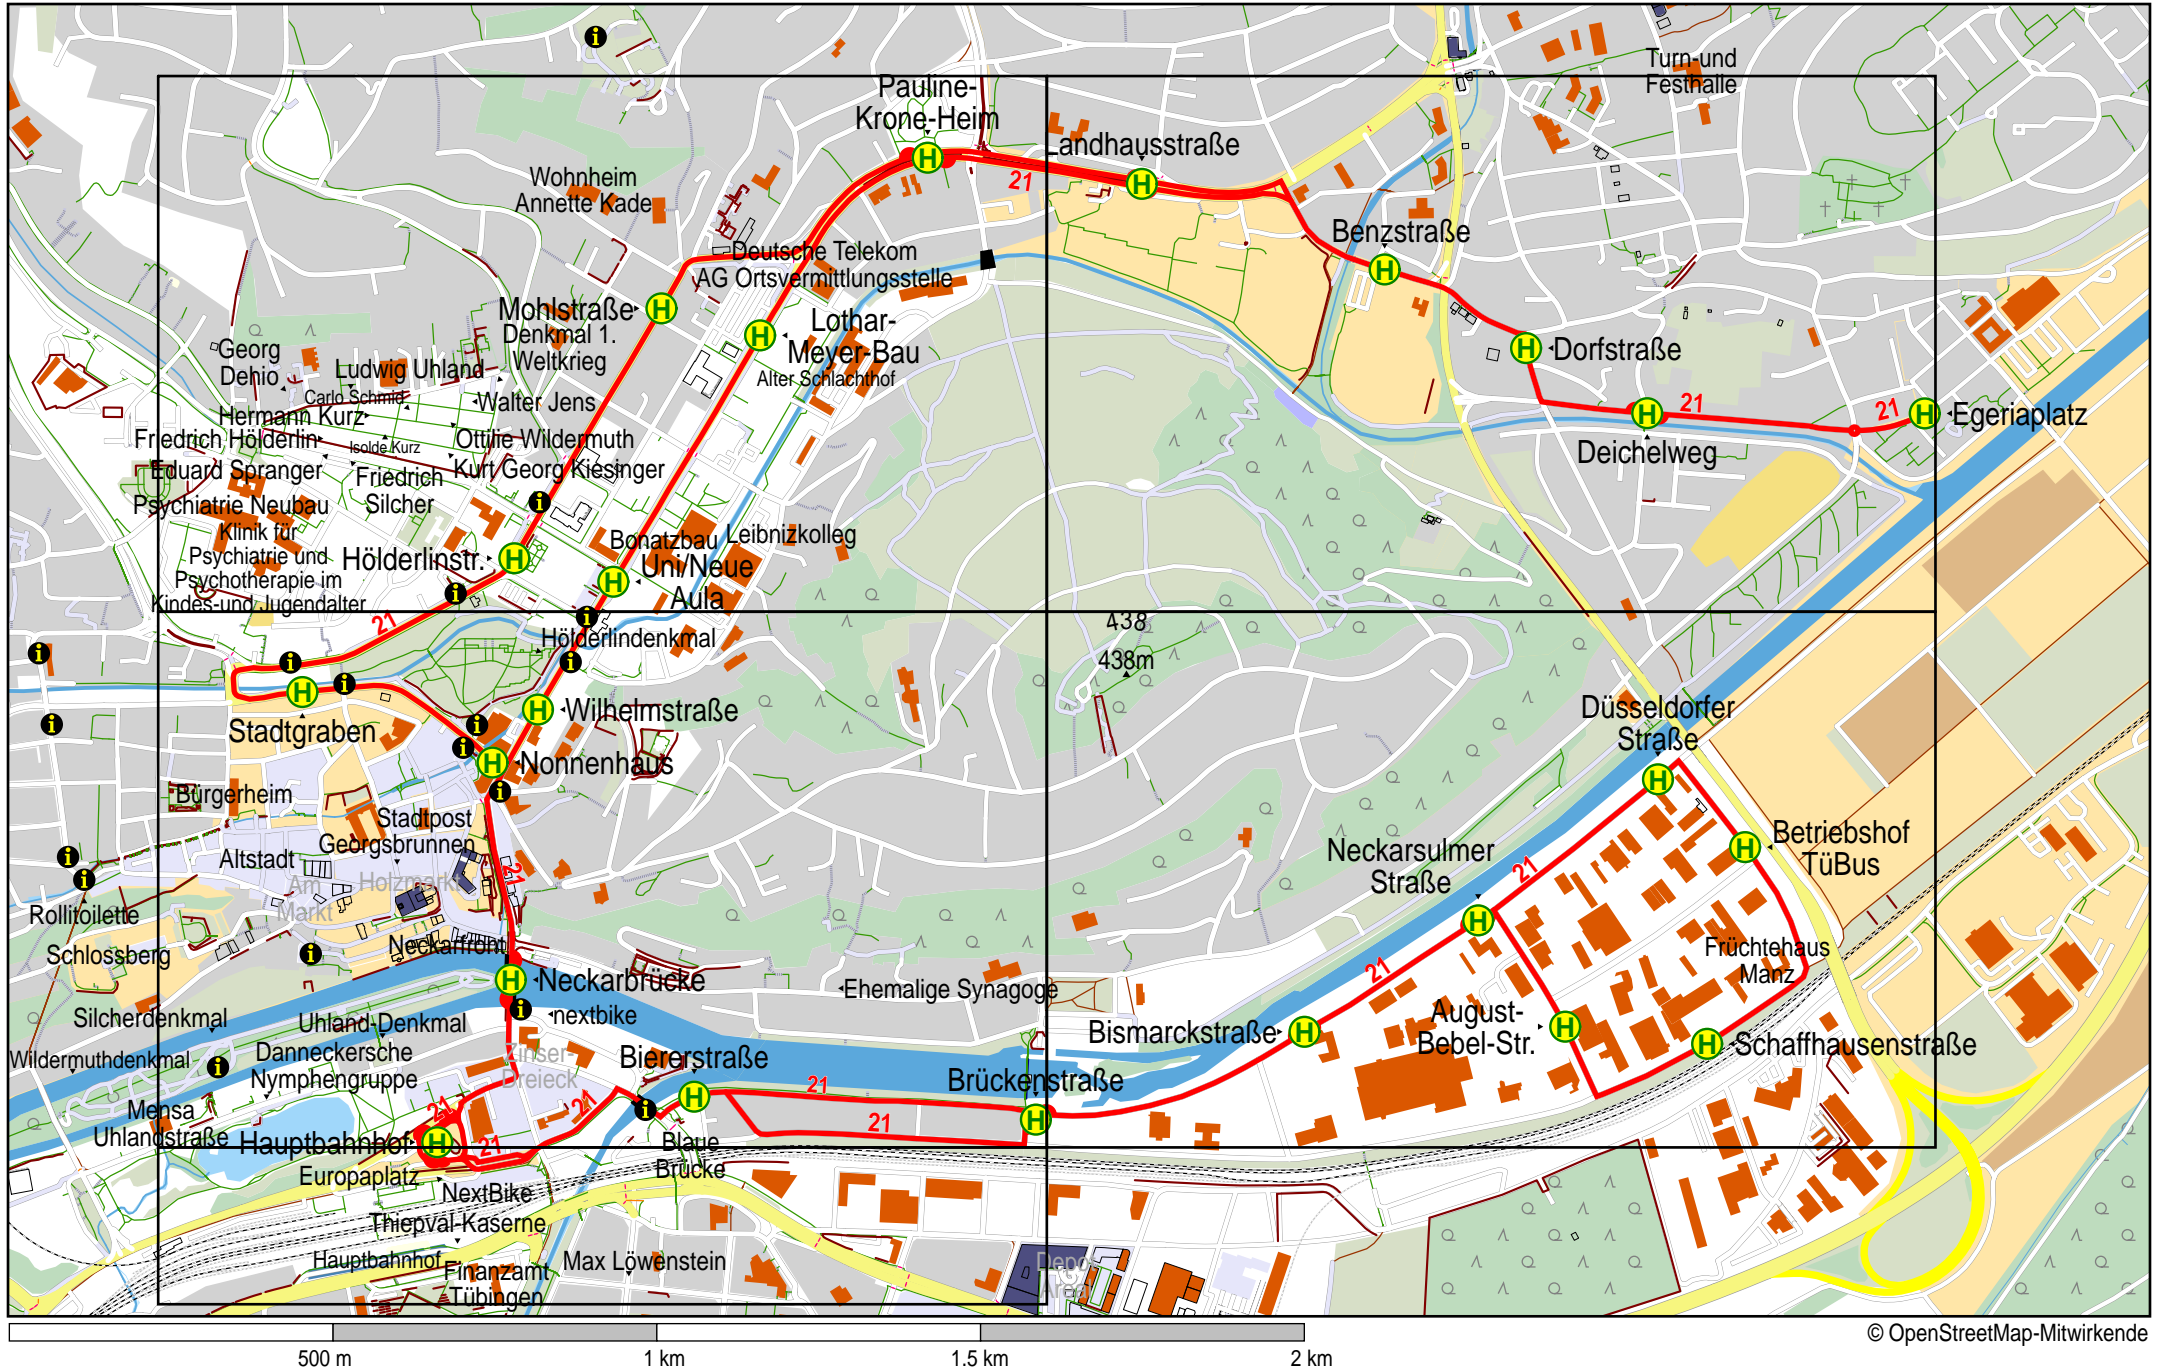 Turn-und
Festhalle
Pauline-
Krone-Heim
Landhausstraße
21
Wohnheim
Annette Kade
Benzstraße
Deutsche Telekom
AG Ortsvermittlungsstelle
Mohlstraße
Denkmal 1.
Weltkrieg
Lothar-
Meyer-Bau
Alter Schlachthof
Dorfstraße
Georg
Dehio
Ludwig Uhland
Carlo Schmid
Walter Jens
Hermann Kurz
21
21
Egeriaplatz
Deichelweg
Friedrich Hölderlin
Isolde Kurz
Ottilie Wildermuth
Eduard Spranger
Friedrich
Silcher
Kurt Georg Kiesinger
Psychiatrie Neubau
Klinik für
Psychiatrie und
Psychotherapie im
Kindes-und Jugendalter
Hölderlinstr.
Bonatzbau
Leibnizkolleg
Uni/Neue
Aula
21
Hölderlindenkmal
438
438m
Stadtgraben
Wilhelmstraße
Nonnenhaus
Düsseldorfer
Straße
Bürgerheim
Stadtpost
Georgsbrunnen
Altstadt
Am
Markt
Holzmarkt
21
Neckarsulmer
Straße
21
Betriebshof
TüBus
Rollitoilette
Schlossberg
Neckarfront
Neckarbrücke
nextbike
Ehemalige Synagoge
21
Früchtehaus
Manz
Silcherdenkmal
Uhland-Denkmal
Wildermuthdenkmal
Danneckersche
Nymphengruppe
Zinser-
Dreieck
Biererstraße
Bismarckstraße
August-
Bebel-Str.
Schaffhausenstraße
Brückenstraße
Mensa
Uhlandstraße
21
21
21
21
21
Hauptbahnhof
Blaue
Brücke
Europaplatz
NextBike
Thiepval-Kaserne
Hauptbahnhof
Finanzamt
Tübingen
Max Löwenstein
Depot
Areal
500 m
1 km
1.5 km
2 km
© OpenStreetMap-Mitwirkende